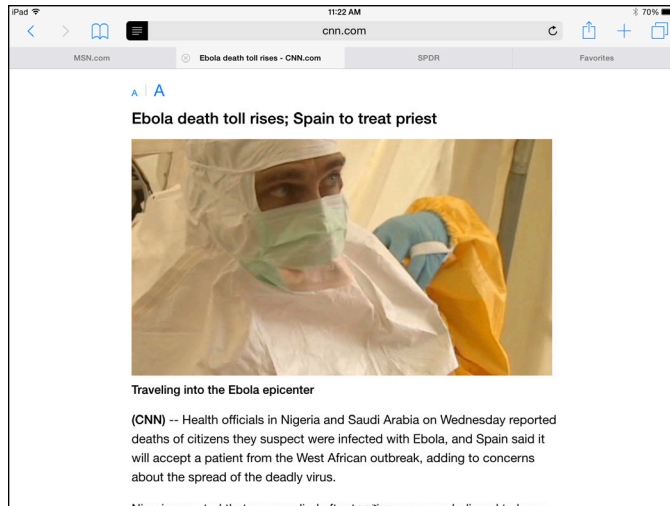 iPad 11:22 AM 70%
cnn.com
MSN.com Ebola death toll rises - CNN.com SPDR Favorites
A A
Ebola death toll rises; Spain to treat priest
Traveling into the Ebola epicenter
(CNN) -- Health officials in Nigeria and Saudi Arabia on Wednesday reported
deaths of citizens they suspect were infected with Ebola, and Spain said it
will accept a patient from the West African outbreak, adding to concerns
about the spread of the deadly virus.